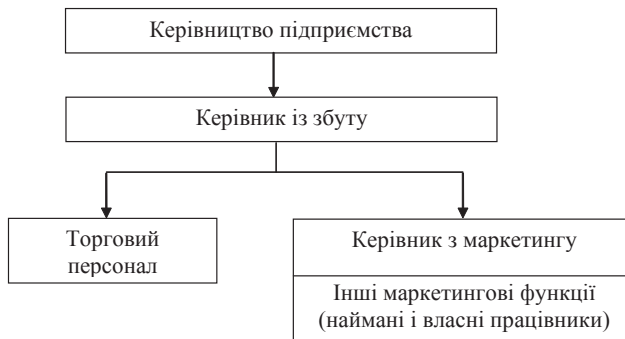 Керівництво підприємства
Керівник із збуту
Торговий
персонал
Керівник з маркетингу
Інші маркетингові функції
(наймані і власні працівники)